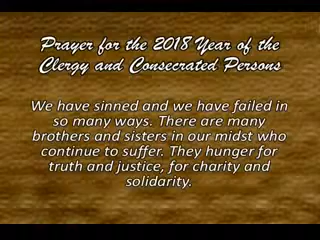 Prayer for the 2018 Year of the
Clergy and Consecrated Persons
We have sinned and we have failed in
so many ways. There are many
brothers and sisters in our midst who
continue to suffer. They hunger for
truth and justice, for charity and
solidarity.